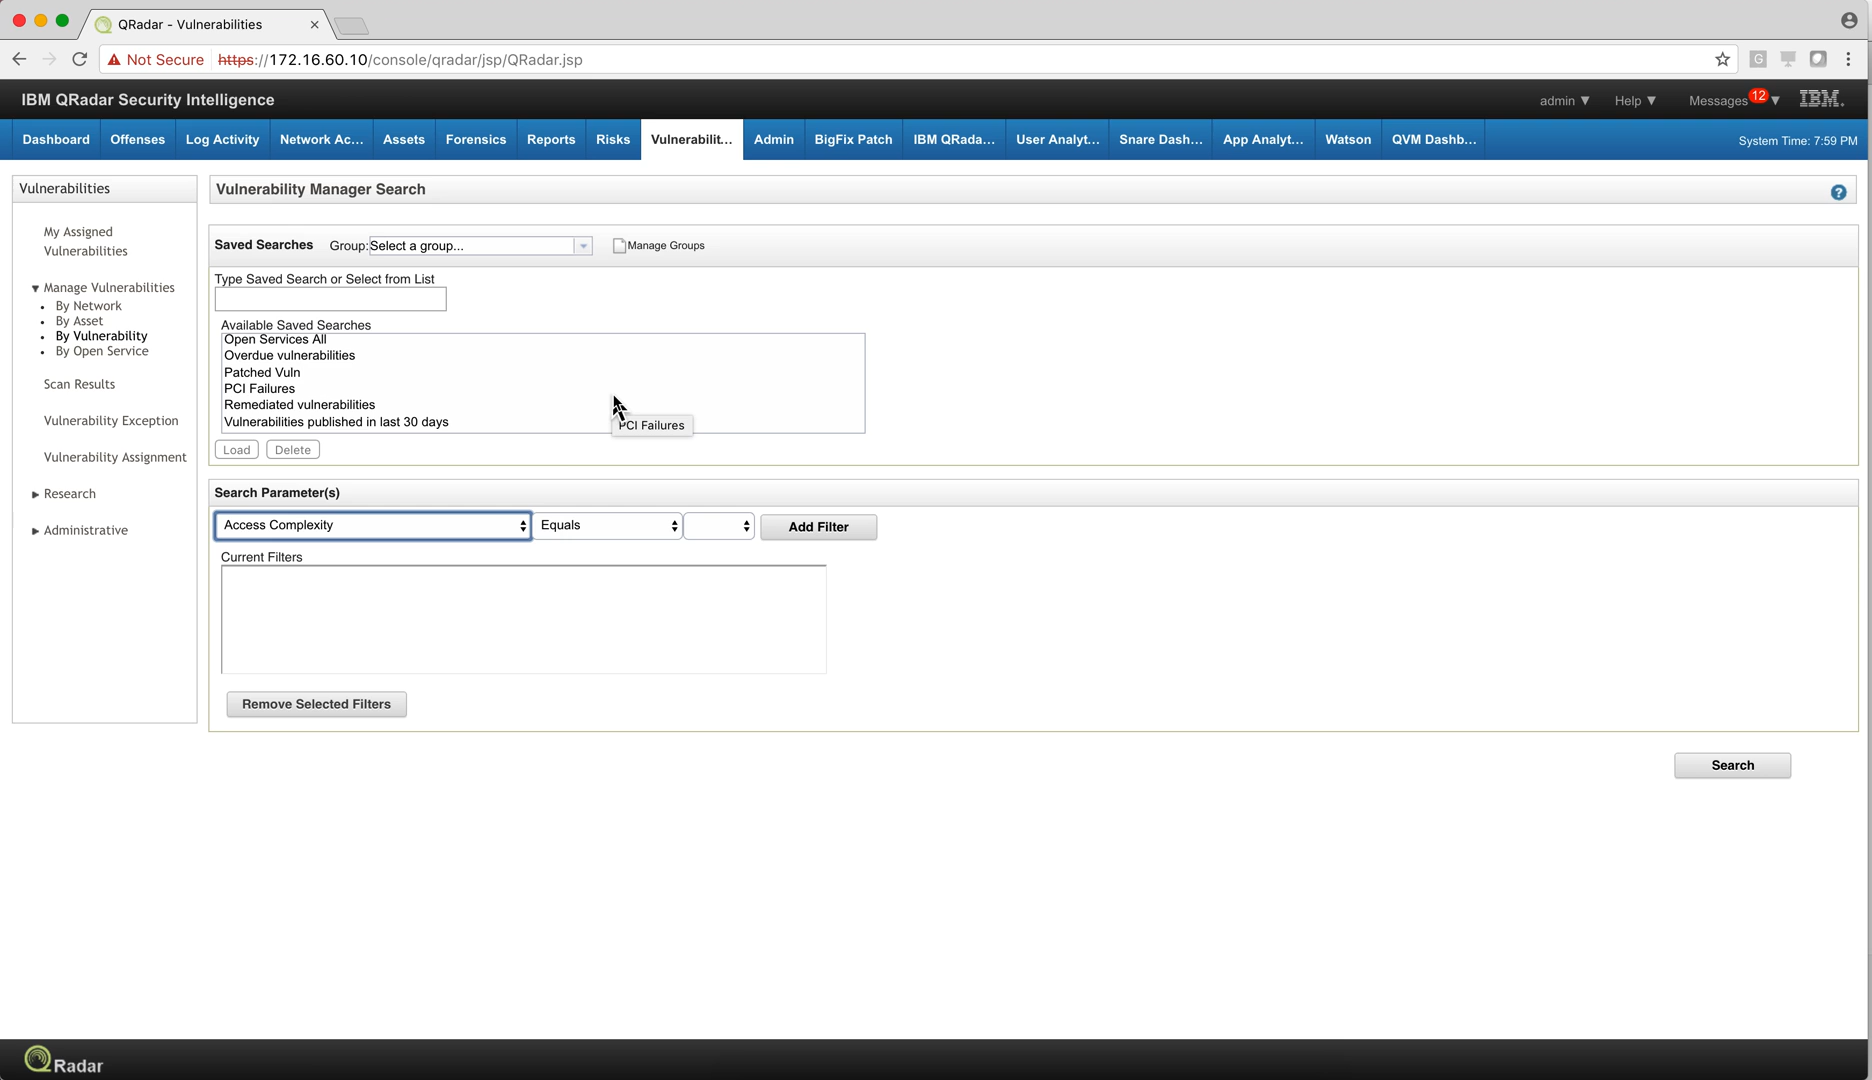 QRadar - Vulnerabilities
Not Secure https://172.16.60.10/console/qradar/jsp/QRadar.jsp
IBM QRadar Security Intelligence
admin ▼ Help ▼ Messages 12 ▼ IBM.
Dashboard Offenses Log Activity Network Ac... Assets Forensics Reports Risks Vulnerabilit... Admin BigFix Patch IBM QRada... User Analyt... Snare Dash... App Analyt... Watson QVM Dashb... System Time: 7:59 PM
Vulnerabilities
My Assigned
Vulnerabilities
▼ Manage Vulnerabilities
• By Network
• By Asset
• By Vulnerability
• By Open Service
Scan Results
Vulnerability Exception
Vulnerability Assignment
▶ Research
▶ Administrative
Vulnerability Manager Search
?
Saved Searches Group: Select a group... Manage Groups
Type Saved Search or Select from List
Available Saved Searches
Open Services All
Overdue vulnerabilities
Patched Vuln
PCI Failures
Remediated vulnerabilities
Vulnerabilities published in last 30 days
PCI Failures
Load Delete
Search Parameter(s)
Access Complexity Equals Add Filter
Current Filters
Remove Selected Filters
Search
QRadar